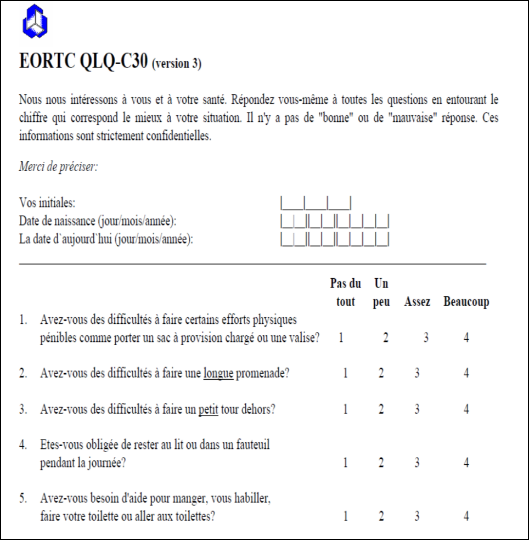 EORTC QLQ-C30 (version 3)
Nous nous intéressons à vous et à votre santé. Répondez vous-même à toutes les questions en entourant le
chiffre qui correspond le mieux à votre situation. Il n'y a pas de "bonne" ou de "mauvaise" réponse. Ces
informations sont strictement confidentielles.
Merci de préciser:
Vos initiales:
Date de naissance (jour/mois/année):
La date d'aujourd'hui (jour/mois/année):
Pas du Un
tout peu Assez Beaucoup
1. Avez-vous des difficultés à faire certains efforts physiques
pénibles comme porter un sac à provision chargé ou une valise? 1 2 3 4
2. Avez-vous des difficultés à faire une longue promenade? 1 2 3 4
3. Avez-vous des difficultés à faire un petit tour dehors? 1 2 3 4
4. Etes-vous obligée de rester au lit ou dans un fauteuil
pendant la journée? 1 2 3 4
5. Avez-vous besoin d'aide pour manger, vous habiller,
faire votre toilette ou aller aux toilettes? 1 2 3 4